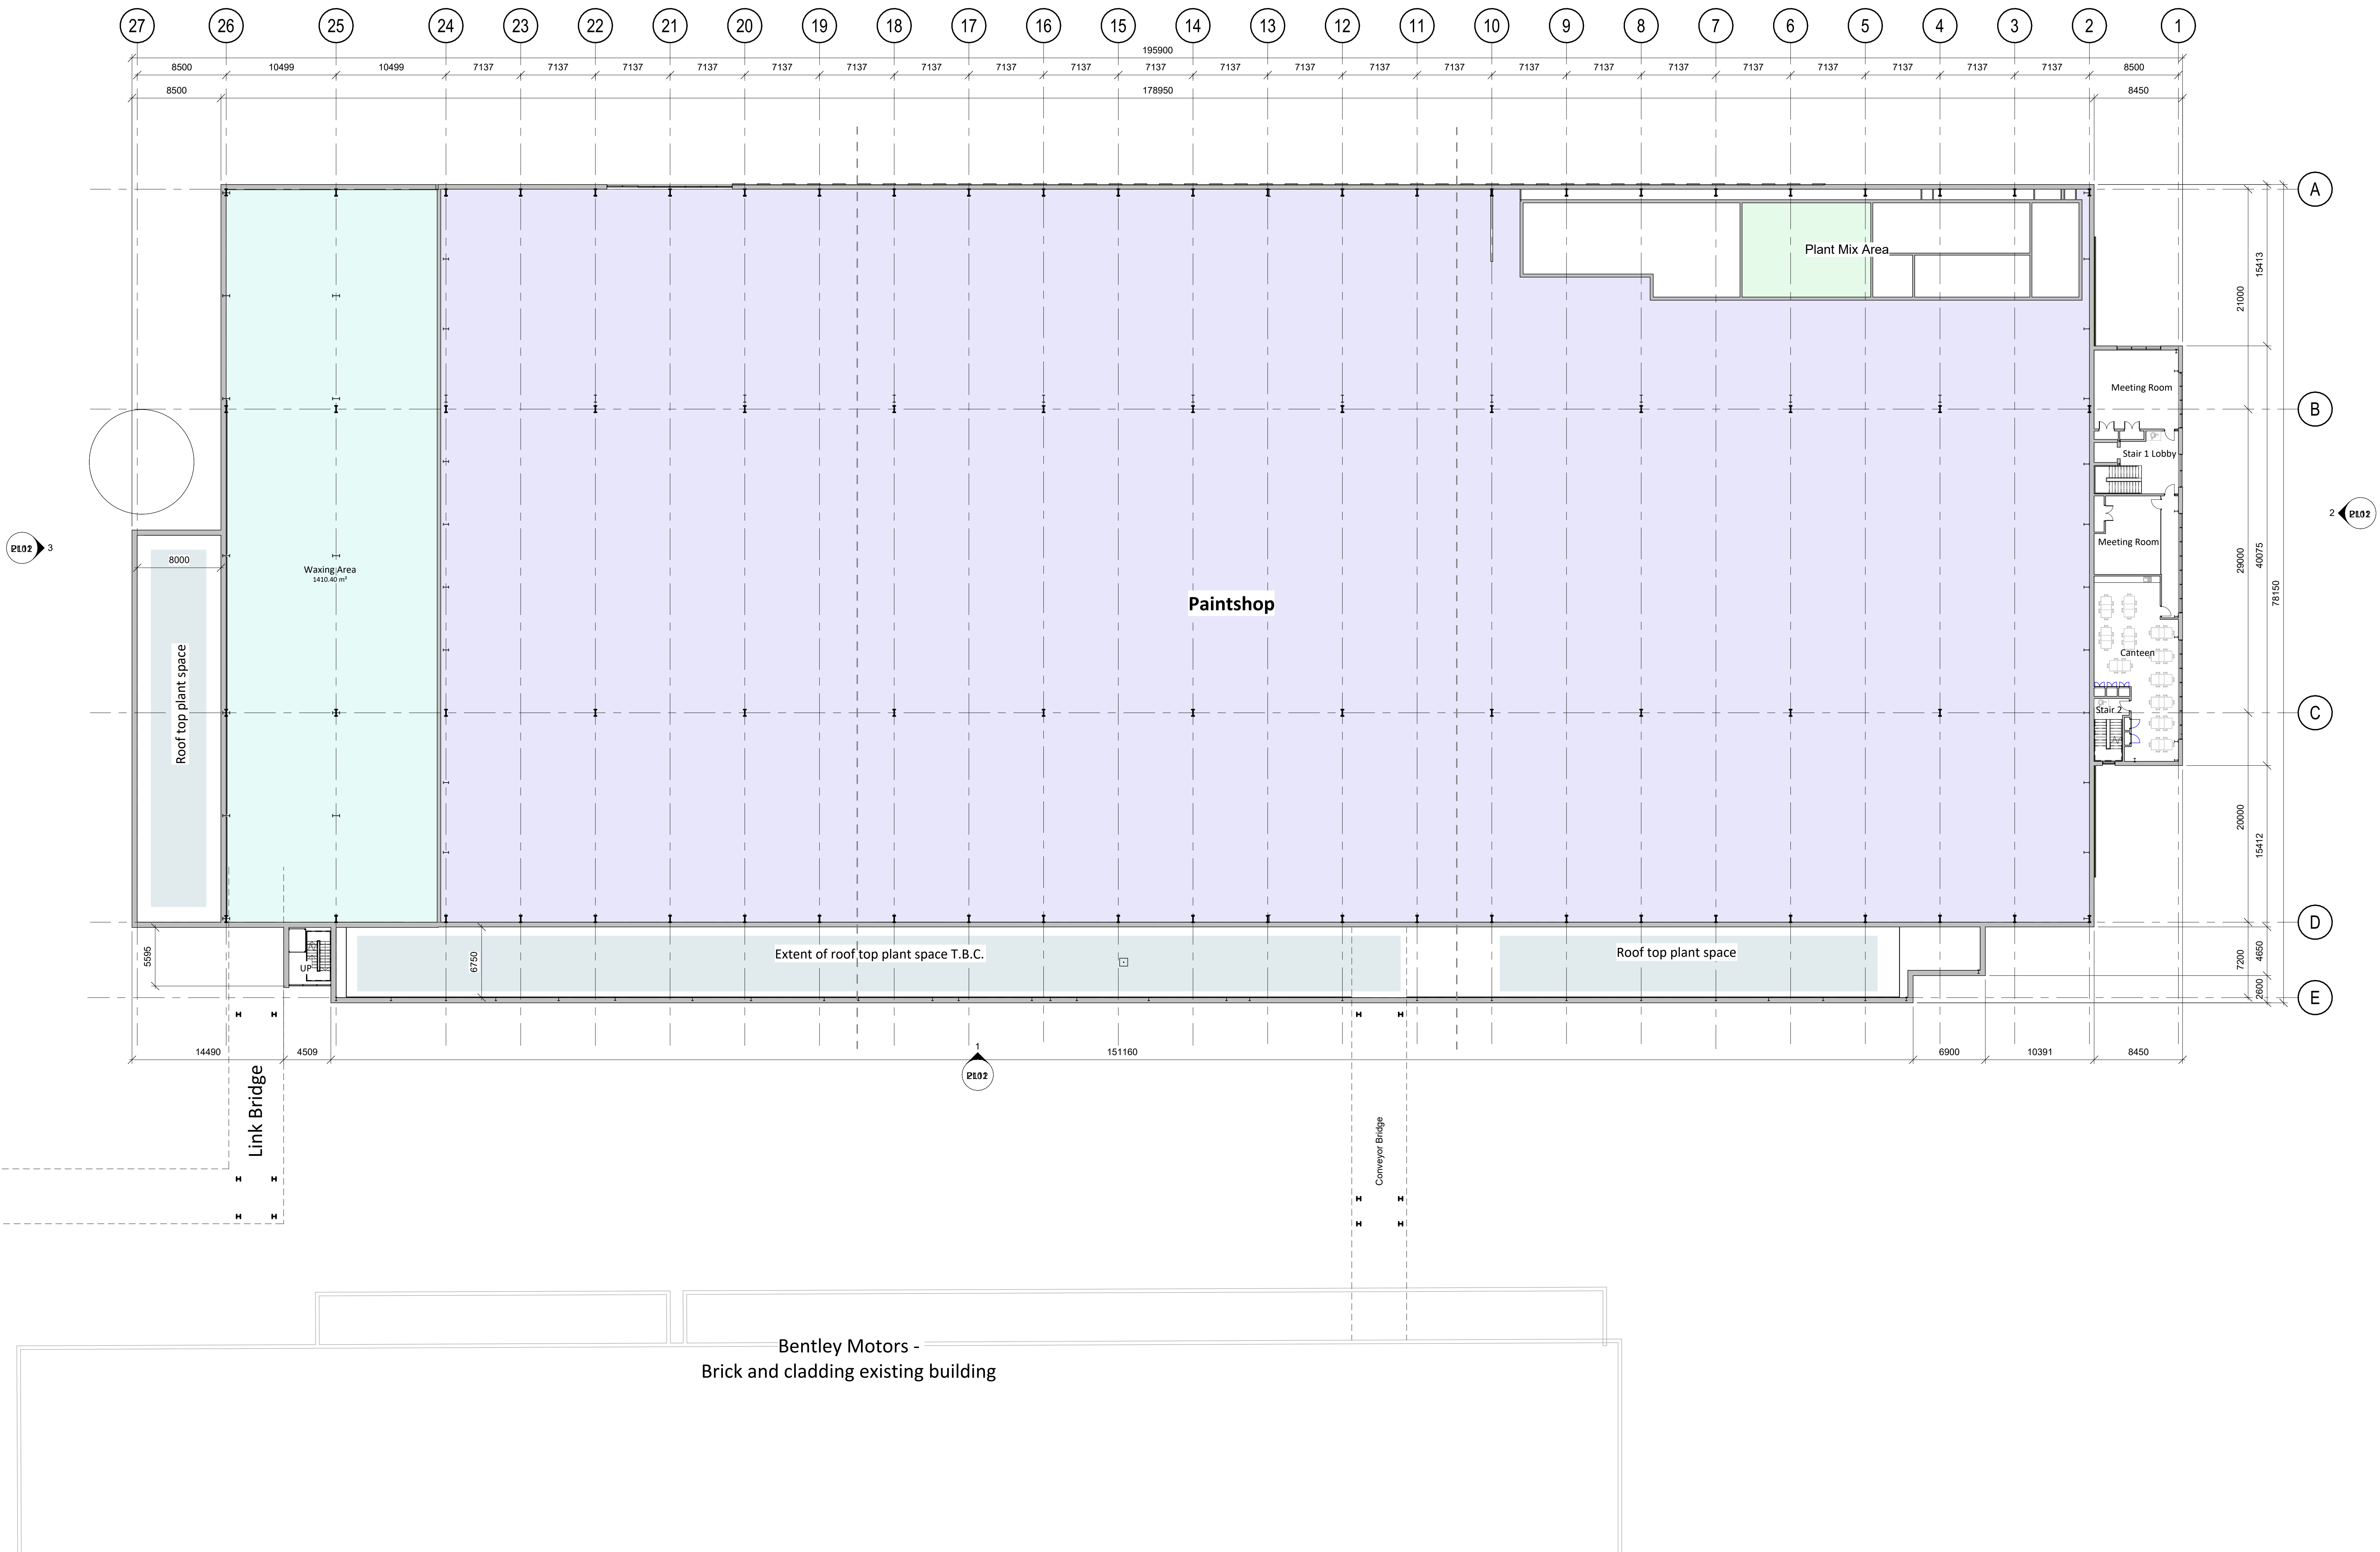 27 26 25 24 23 22 21 20 19 18 17 16 15 14 13 12 11 10 9 8 7 6 5 4 3 2 1
195900
8500 10499 10499 7137 7137 7137 7137 7137 7137 7137 7137 7137 7137 7137 7137 7137 7137 7137 7137 7137 7137 7137 7137 7137 7137 8500
8500 178950 8450
A
Plant Mix Area
15413
21000
Meeting Room
B
Stair 1 Lobby
3
2
Meeting Room
8000
Waxing Area
1410.40 m²
29000
40075
78150
Paintshop
Canteen
Roof top plant space
Stair 2
C
20000
15412
D
5595
UP
6750
Extent of roof top plant space T.B.C.
Roof top plant space
7200
4650
2600
E
14490 4509 151160 6900 10391 8450
1
Link Bridge
Conveyor Bridge
Bentley Motors -
Brick and cladding existing building